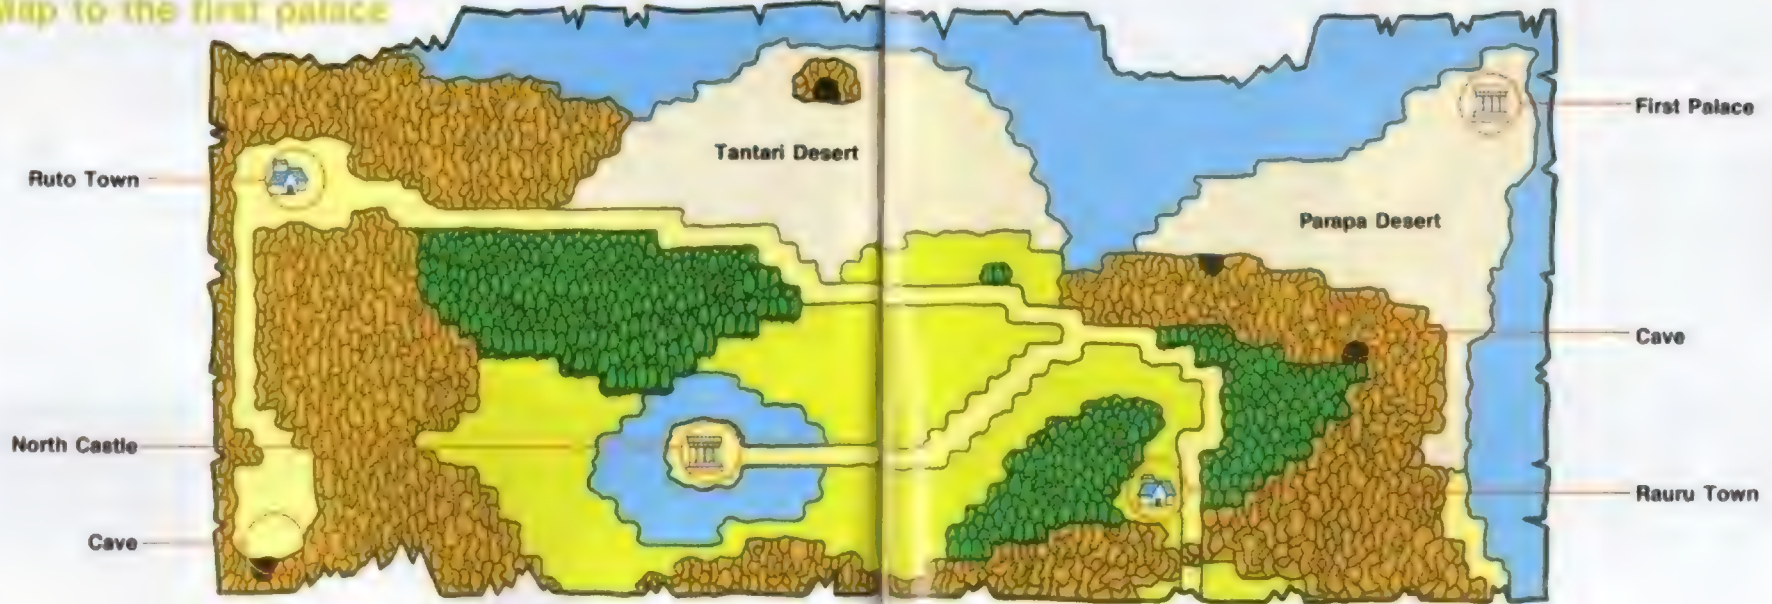 Map to the first palace
First Palace
Tantari Desert
Ruto Town
Parapa Desert
Cave
North Castle
Rauru Town
Cave